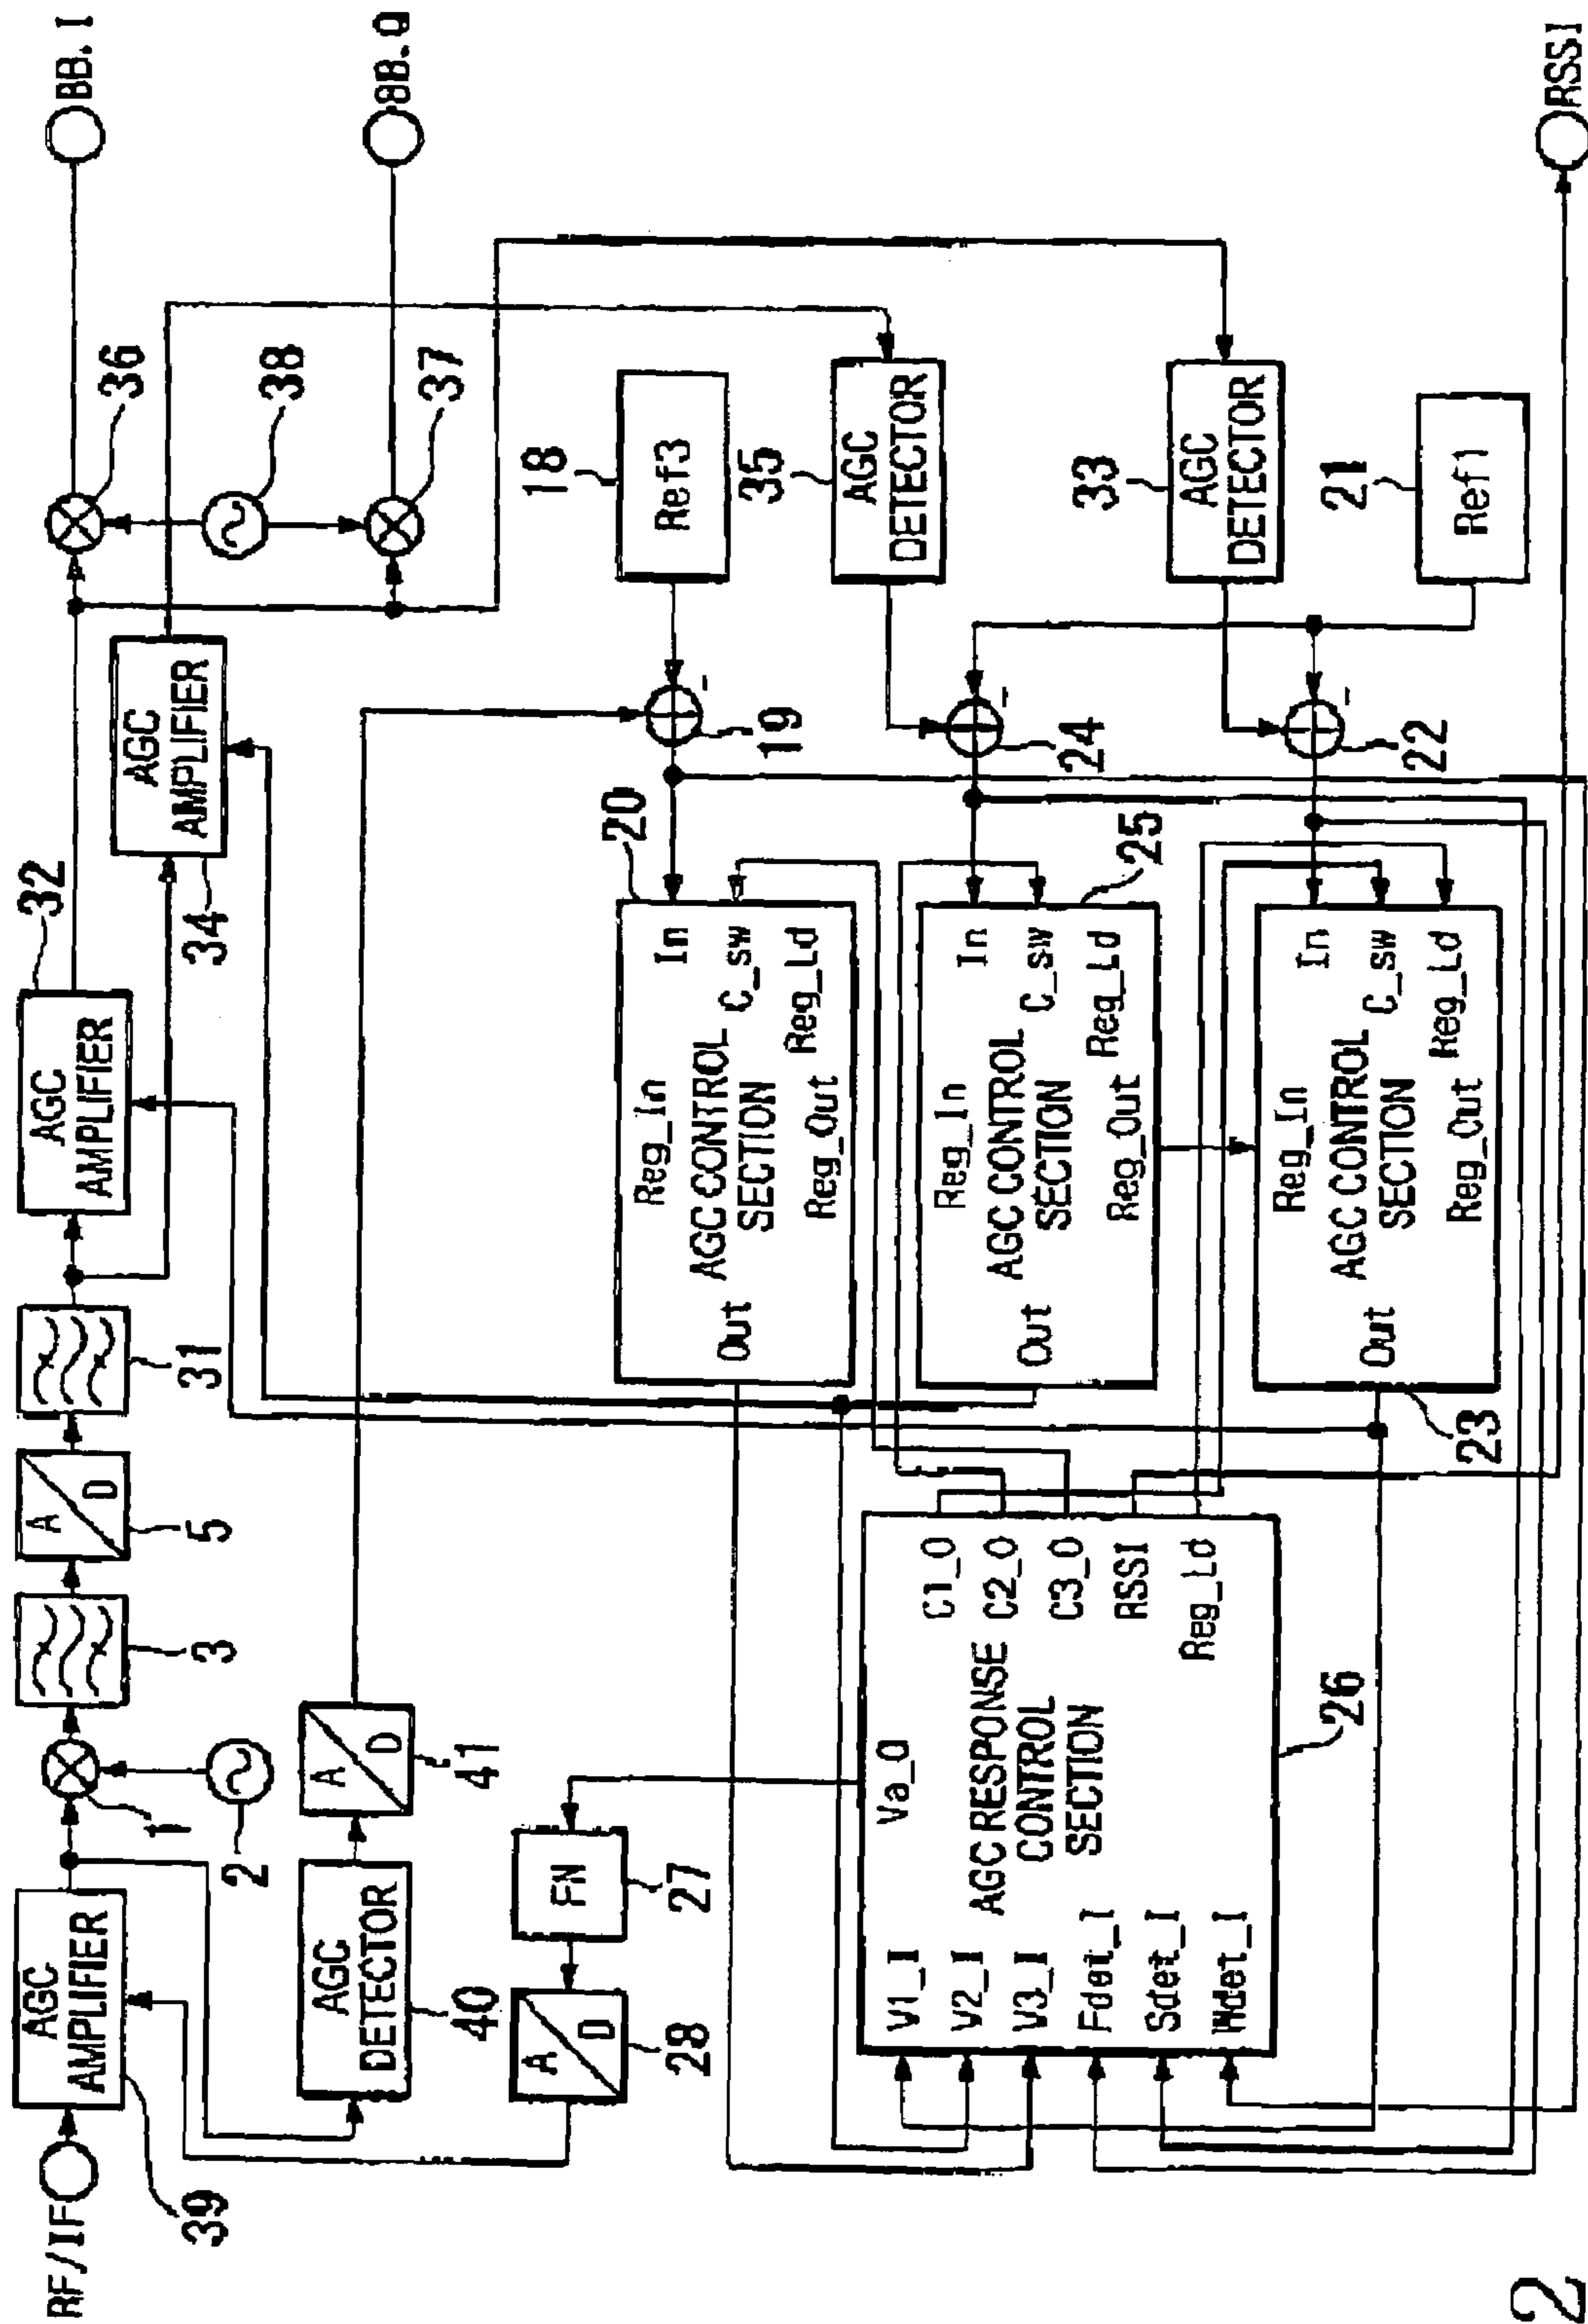 RF/IF
AGC
AMPLIFIER
39
1
2
3
A
D
5
31
AGC
AMPLIFIER
32
AGC
AMPLIFIER
34
36
38
37
BB.I
BB.Q
AGC
DETECTOR
40
A
D
41
FN
27
A
D
28
Ref3
18
19
AGC
DETECTOR
35
24
AGC
DETECTOR
33
22
Ref1
21
-
-
-
20
Reg_In
In
AGC CONTROL
SECTION
C_sw
Out
Reg_Out
Reg_Ld
25
Reg_In
In
AGC CONTROL
SECTION
C_sw
Out
Reg_Out
Reg_Ld
23
Reg_In
In
AGC CONTROL
SECTION
C_sw
Out
Reg_Out
Reg_Ld
Va_O
V1_I
V2_I
V3_I
Fdet_I
Sdet_I
Wdet_I
AGC RESPONSE
CONTROL
SECTION
C1_O
C2_O
C3_O
RSSI
Reg_Ld
26
RSSI
2